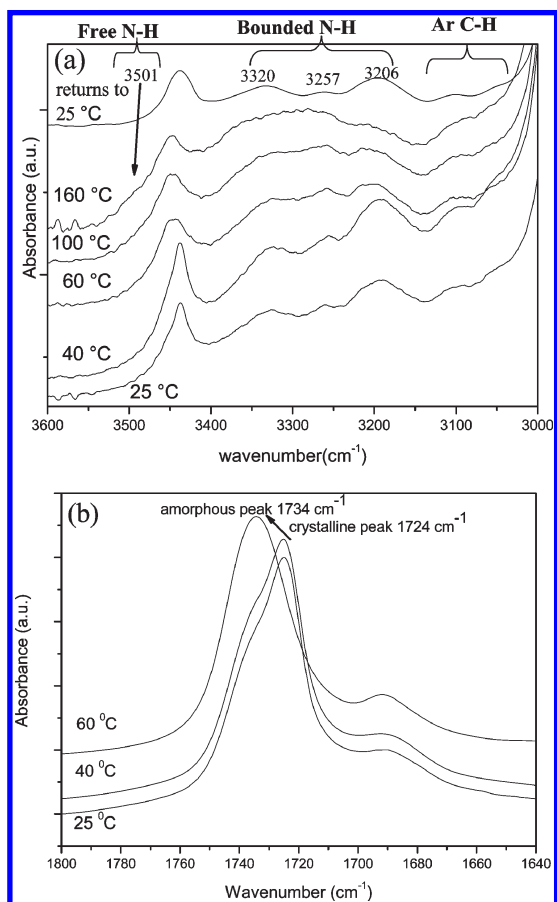 Free N-H Bounded N-H Ar C-H
(a) 3501 3320 3257 3206
returns to
25 °C
160 °C
100 °C
60 °C
40 °C
25 °C
Absorbance (a.u.)
3600 3500 3400 3300 3200 3100 3000
wavenumber(cm-1)
(b)
amorphous peak 1734 cm-1
crystalline peak 1724 cm-1
Absorbance (a.u.)
60 0C
40 0C
25 0C
1800 1780 1760 1740 1720 1700 1680 1660 1640
Wavenumber (cm-1)